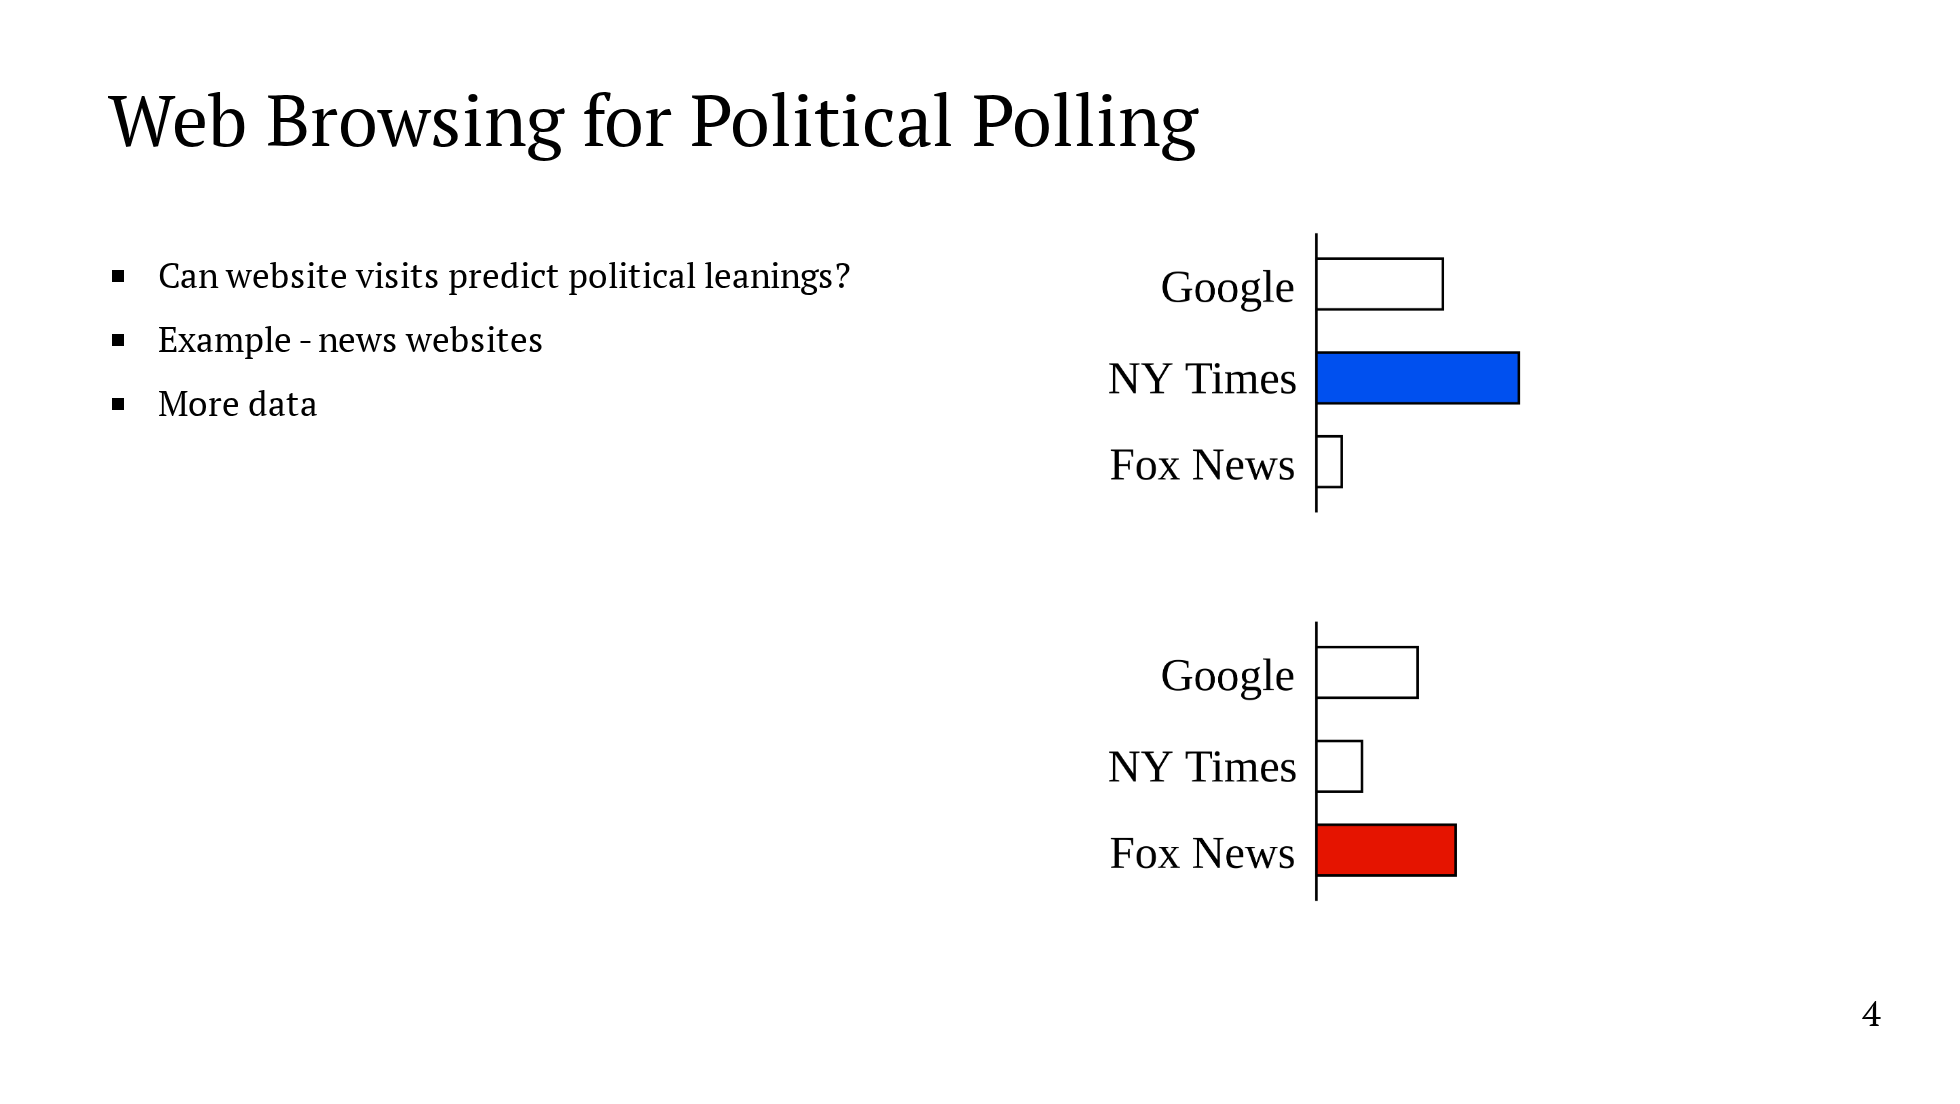 Web Browsing for Political Polling
Can website visits predict political leanings?
Example - news websites
More data
Google
NY Times
Fox News
Google
NY Times
Fox News
4